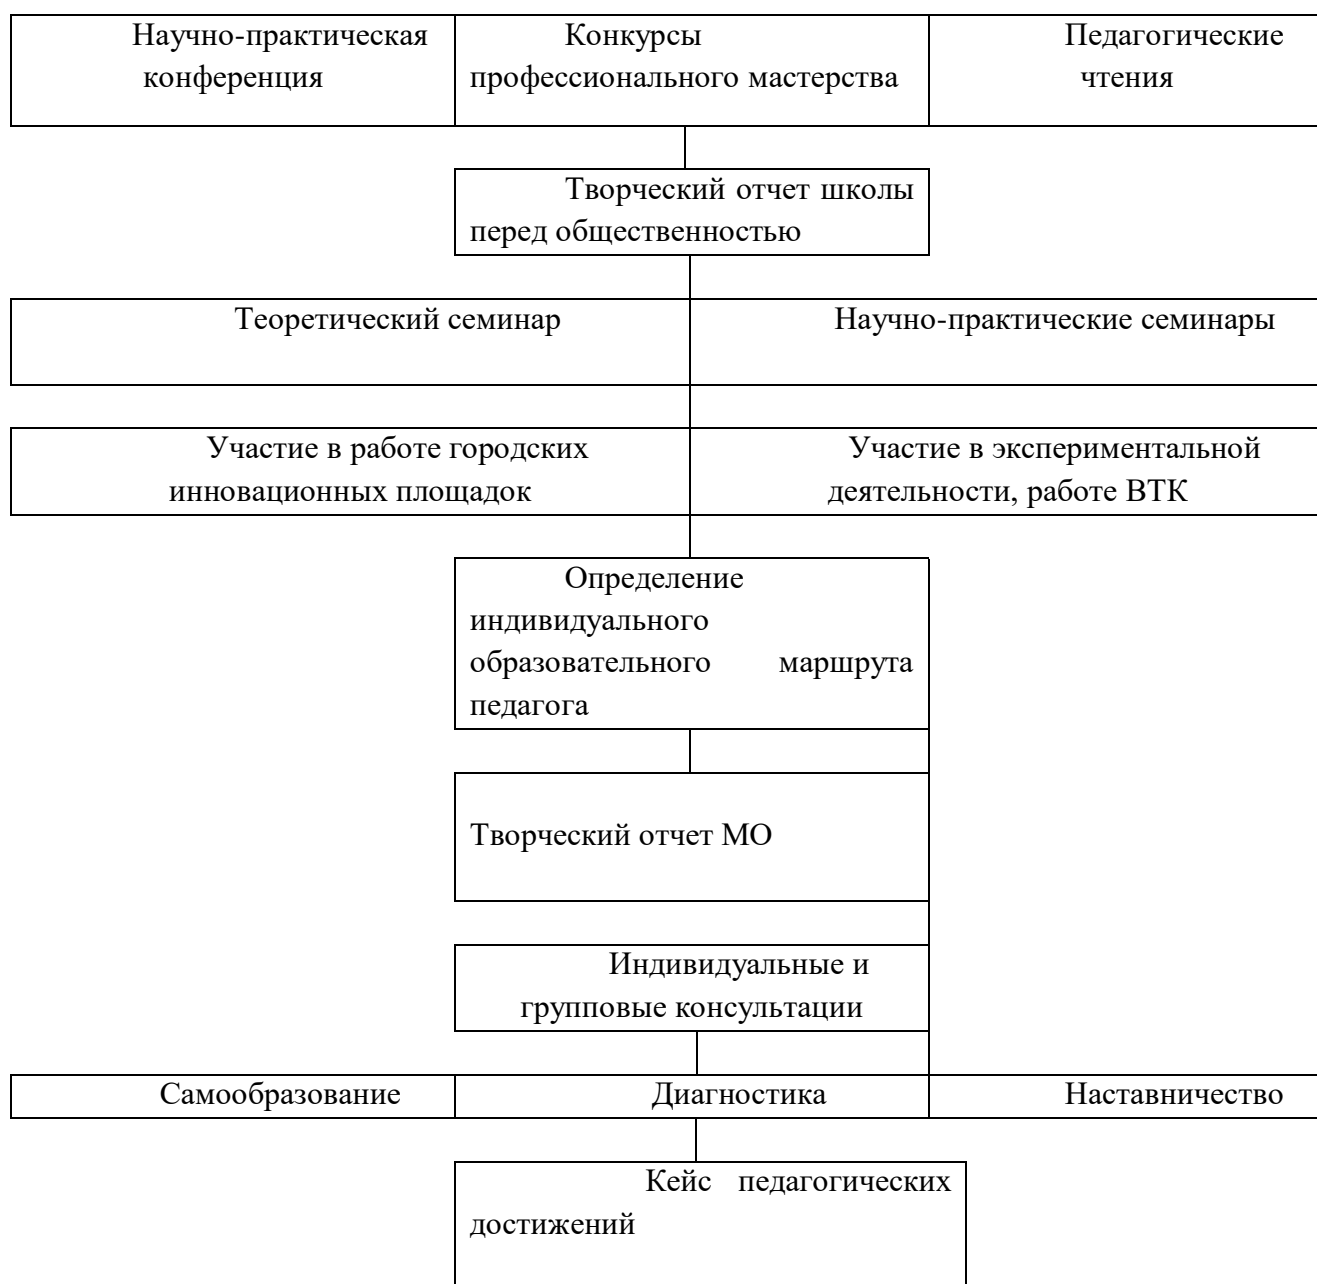 Научно-практическая
конференция
Конкурсы
профессионального мастерства
Педагогические
чтения
Творческий отчет школы
перед общественностью
Теоретический семинар
Научно-практические семинары
Участие в работе городских
инновационных площадок
Участие в экспериментальной
деятельности, работе ВТК
Определение
индивидуального
образовательного маршрута
педагога
Творческий отчет МО
Индивидуальные и
групповые консультации
Самообразование
Диагностика
Наставничество
Кейс педагогических
достижений